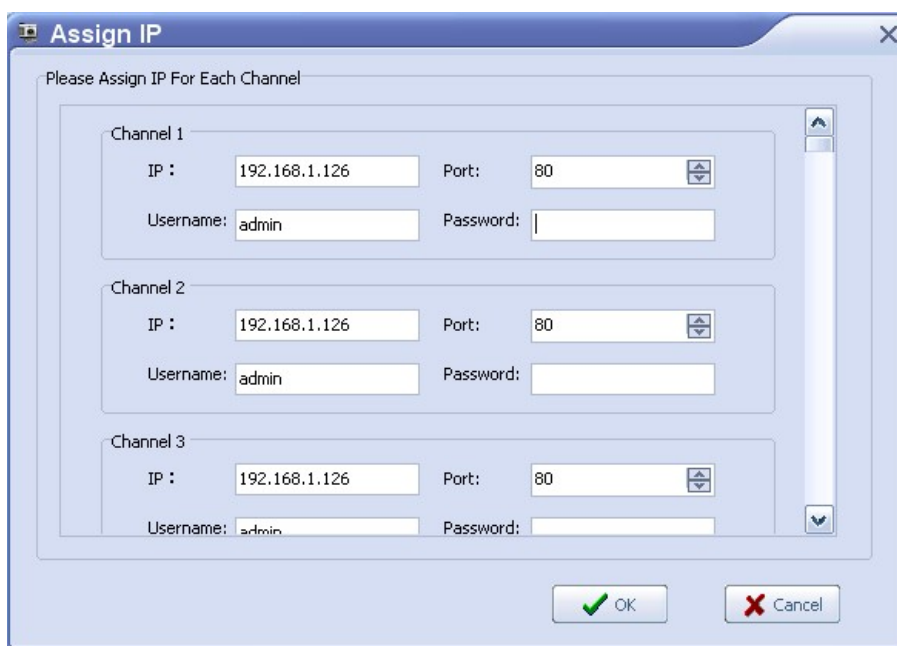 Assign IP
Please Assign IP For Each Channel
Channel 1
IP : 192.168.1.126 Port: 80
Username: admin Password:
Channel 2
IP : 192.168.1.126 Port: 80
Username: admin Password:
Channel 3
IP : 192.168.1.126 Port: 80
Username: admin Password:
OK Cancel